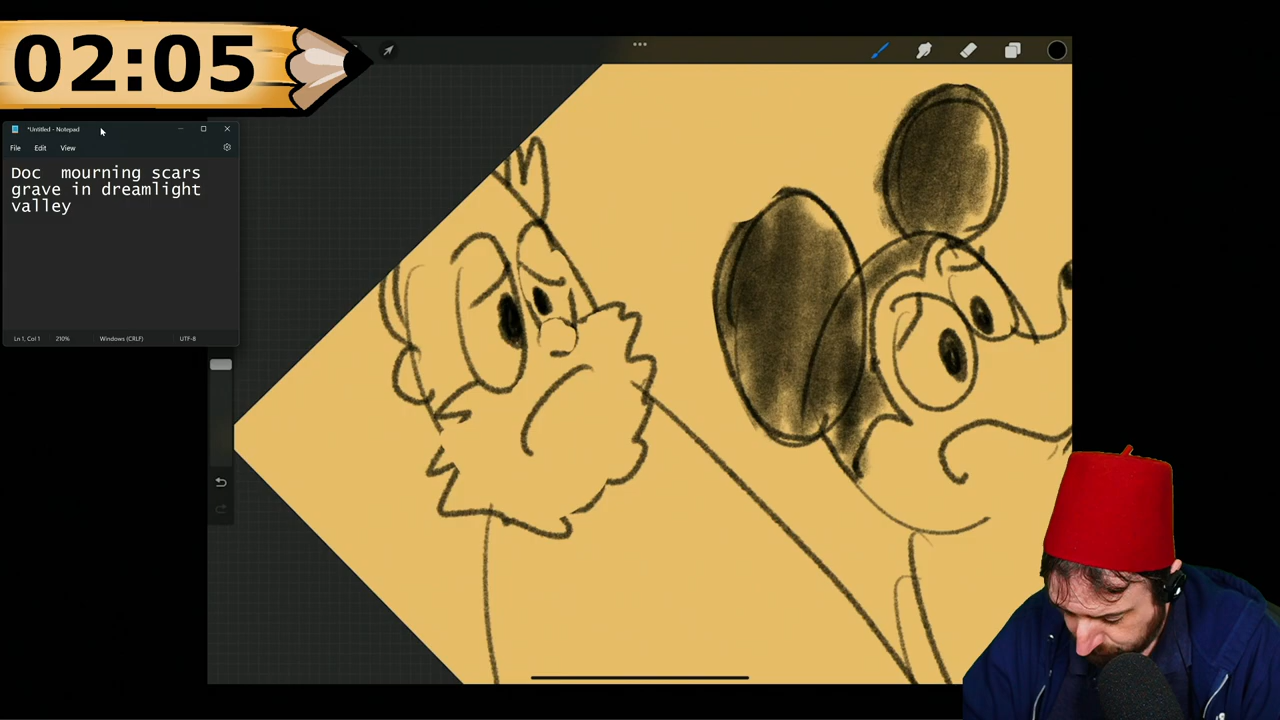 02:05
*Untitled - Notepad
File Edit View
Doc  mourning scars
grave in dreamlight
valley
Ln 1, Col 1 210% Windows (CRLF) UTF-8